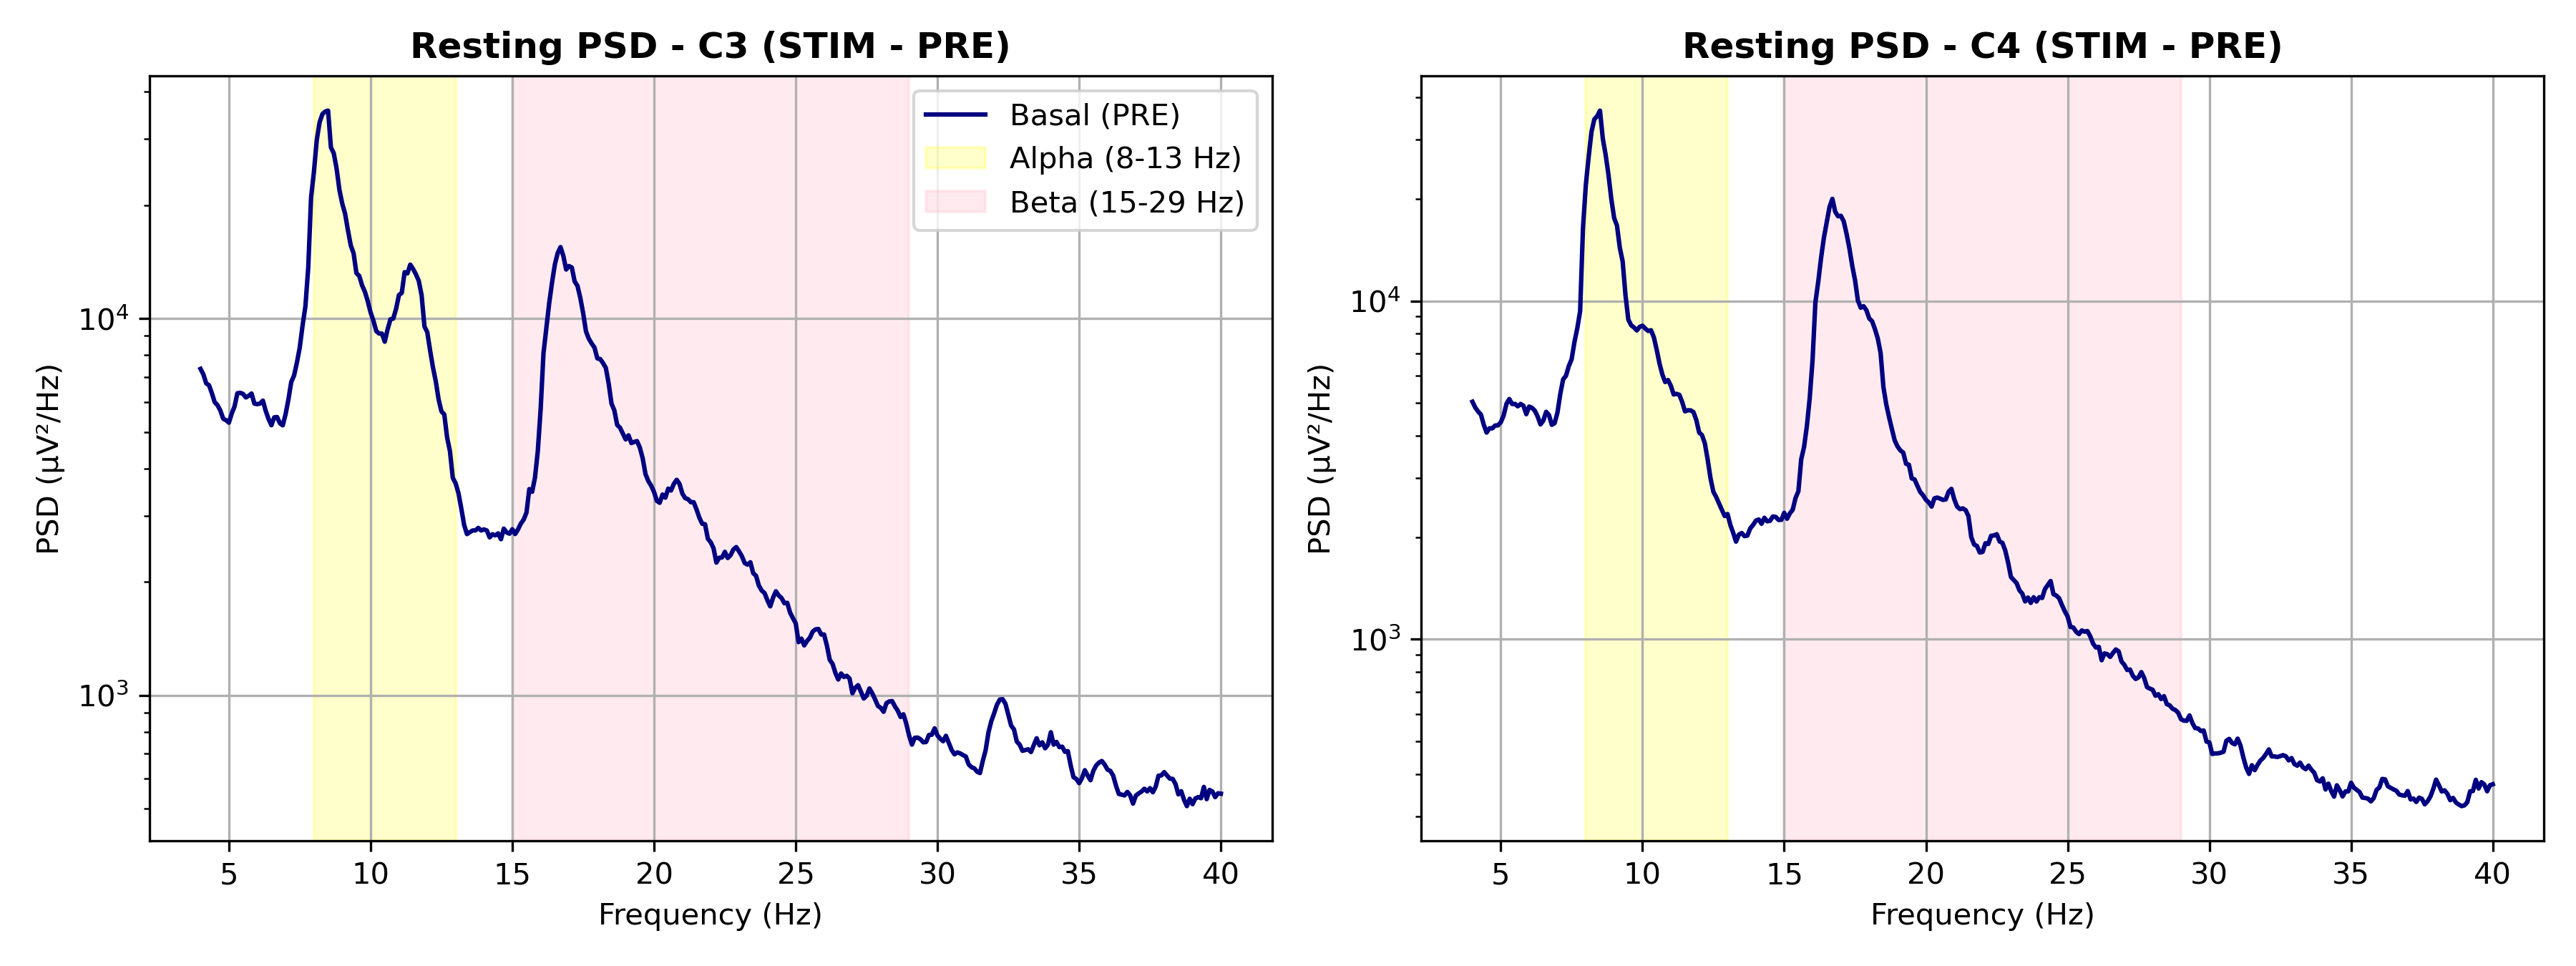 Resting PSD - C3 (STIM - PRE)
PSD (µV²/Hz)
10⁴
10³
Basal (PRE)
Alpha (8-13 Hz)
Beta (15-29 Hz)
5 10 15 20 25 30 35 40
Frequency (Hz)
Resting PSD - C4 (STIM - PRE)
PSD (µV²/Hz)
10⁴
10³
5 10 15 20 25 30 35 40
Frequency (Hz)